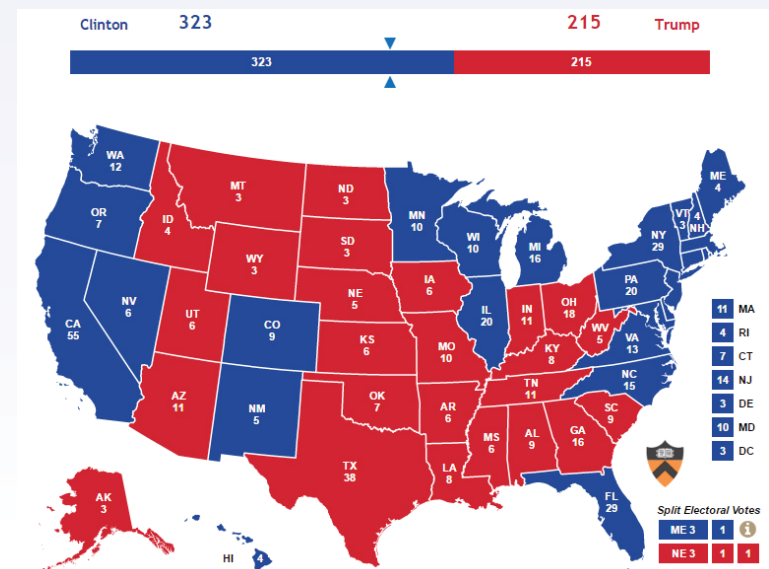 Clinton 323 215 Trump
323 215
WA
12
OR
7
CA
55
NV
6
ID
4
MT
3
WY
3
UT
6
AZ
11
CO
9
NM
5
ND
3
SD
3
NE
5
KS
6
OK
7
TX
38
MN
10
IA
6
MO
10
AR
6
LA
8
WI
10
IL
20
MI
16
IN
11
OH
18
KY
8
TN
11
MS
6
AL
9
GA
16
FL
29
SC
9
NC
15
VA
13
WV
5
PA
20
NY
29
VT
3
4
NH
ME
4
AK
3
HI
4
11 MA
4 RI
7 CT
14 NJ
3 DE
10 MD
3 DC
Split Electoral Votes
ME 3 1 i
NE 3 1 1